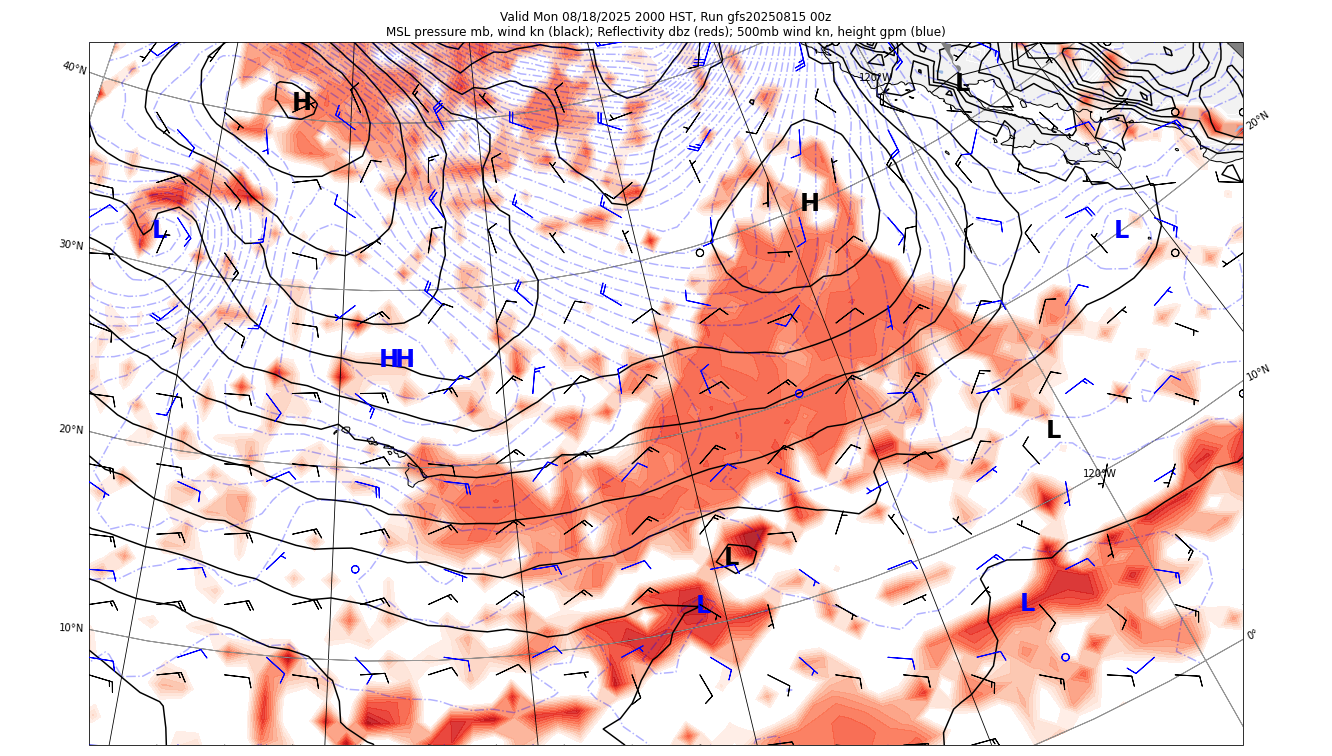 Valid Mon 08/18/2025 2000 HST, Run gfs20250815 00z
MSL pressure mb, wind kn (black); Reflectivity dbz (reds); 500mb wind kn, height gpm (blue)
40°N
120°W
L
20°N
H
H
L
L
30°N
HH
10°N
20°N
L
120°W
L
L
L
10°N
0°